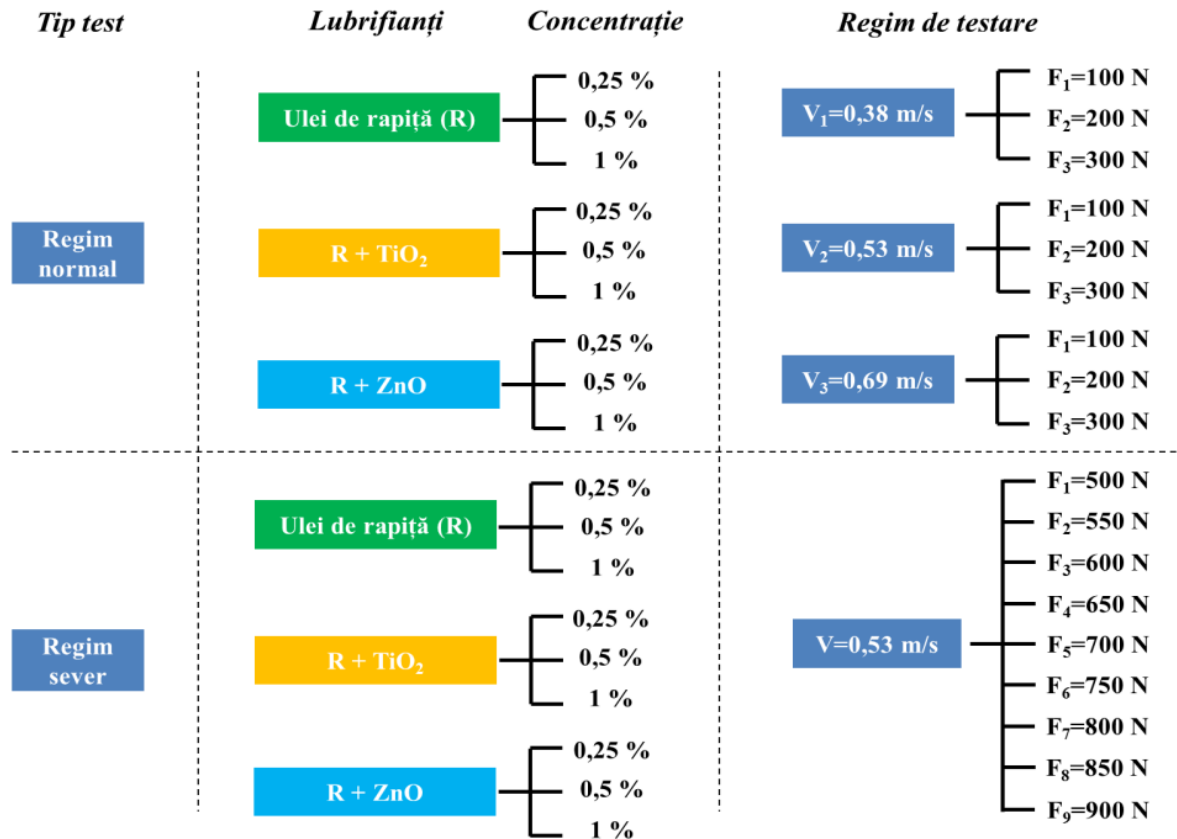 Tip test
Lubrifianți
Concentrație
Regim de testare
Regim
normal
Ulei de rapiță (R)
0,25 %
0,5 %
1 %
R + TiO₂
0,25 %
0,5 %
1 %
R + ZnO
0,25 %
0,5 %
1 %
V₁=0,38 m/s
F₁=100 N
F₂=200 N
F₃=300 N
V₂=0,53 m/s
F₁=100 N
F₂=200 N
F₃=300 N
V₃=0,69 m/s
F₁=100 N
F₂=200 N
F₃=300 N
Regim
sever
Ulei de rapiță (R)
0,25 %
0,5 %
1 %
R + TiO₂
0,25 %
0,5 %
1 %
R + ZnO
0,25 %
0,5 %
1 %
V=0,53 m/s
F₁=500 N
F₂=550 N
F₃=600 N
F₄=650 N
F₅=700 N
F₆=750 N
F₇=800 N
F₈=850 N
F₉=900 N